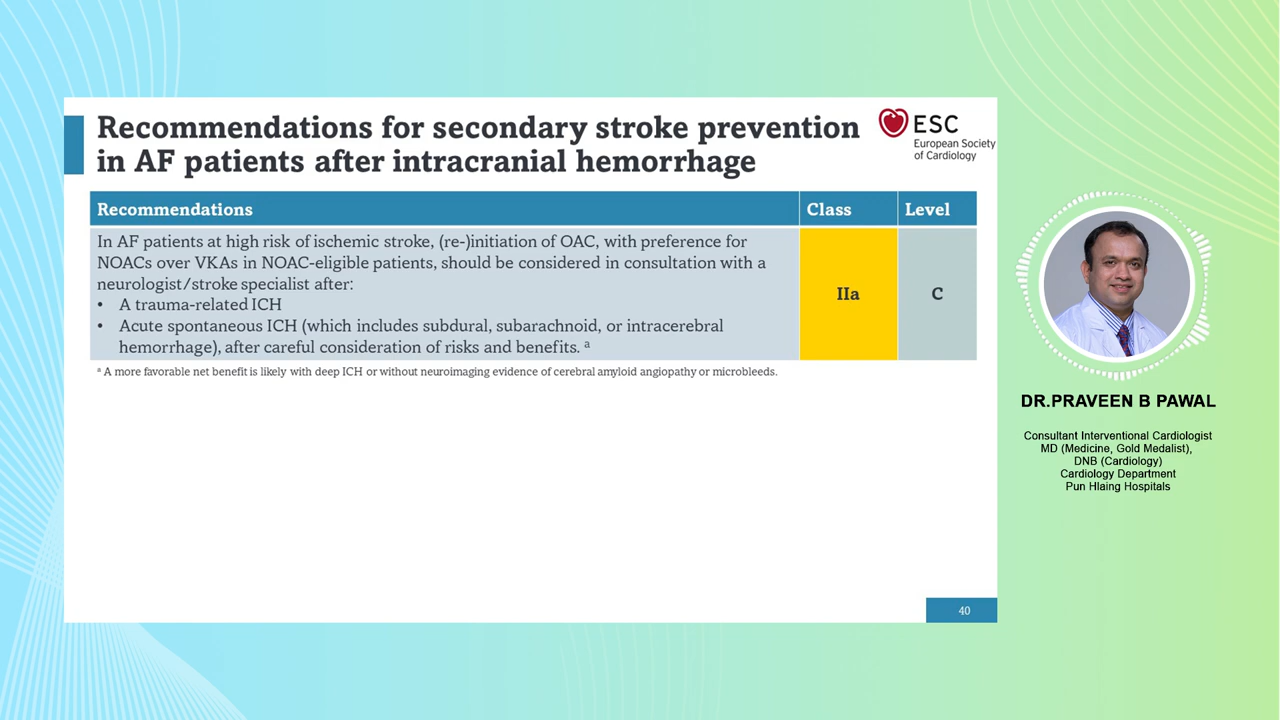 Recommendations for secondary stroke prevention
in AF patients after intracranial hemorrhage
ESC
European Society
of Cardiology
Recommendations Class Level
In AF patients at high risk of ischemic stroke, (re-)initiation of OAC, with preference for
NOACs over VKAs in NOAC-eligible patients, should be considered in consultation with a
neurologist/stroke specialist after:
• A trauma-related ICH
• Acute spontaneous ICH (which includes subdural, subarachnoid, or intracerebral
hemorrhage), after careful consideration of risks and benefits. a
IIa
C
a A more favorable net benefit is likely with deep ICH or without neuroimaging evidence of cerebral amyloid angiopathy or microbleeds.
40
DR.PRAVEEN B PAWAL
Consultant Interventional Cardiologist
MD (Medicine, Gold Medalist),
DNB (Cardiology)
Cardiology Department
Pun Hlaing Hospitals